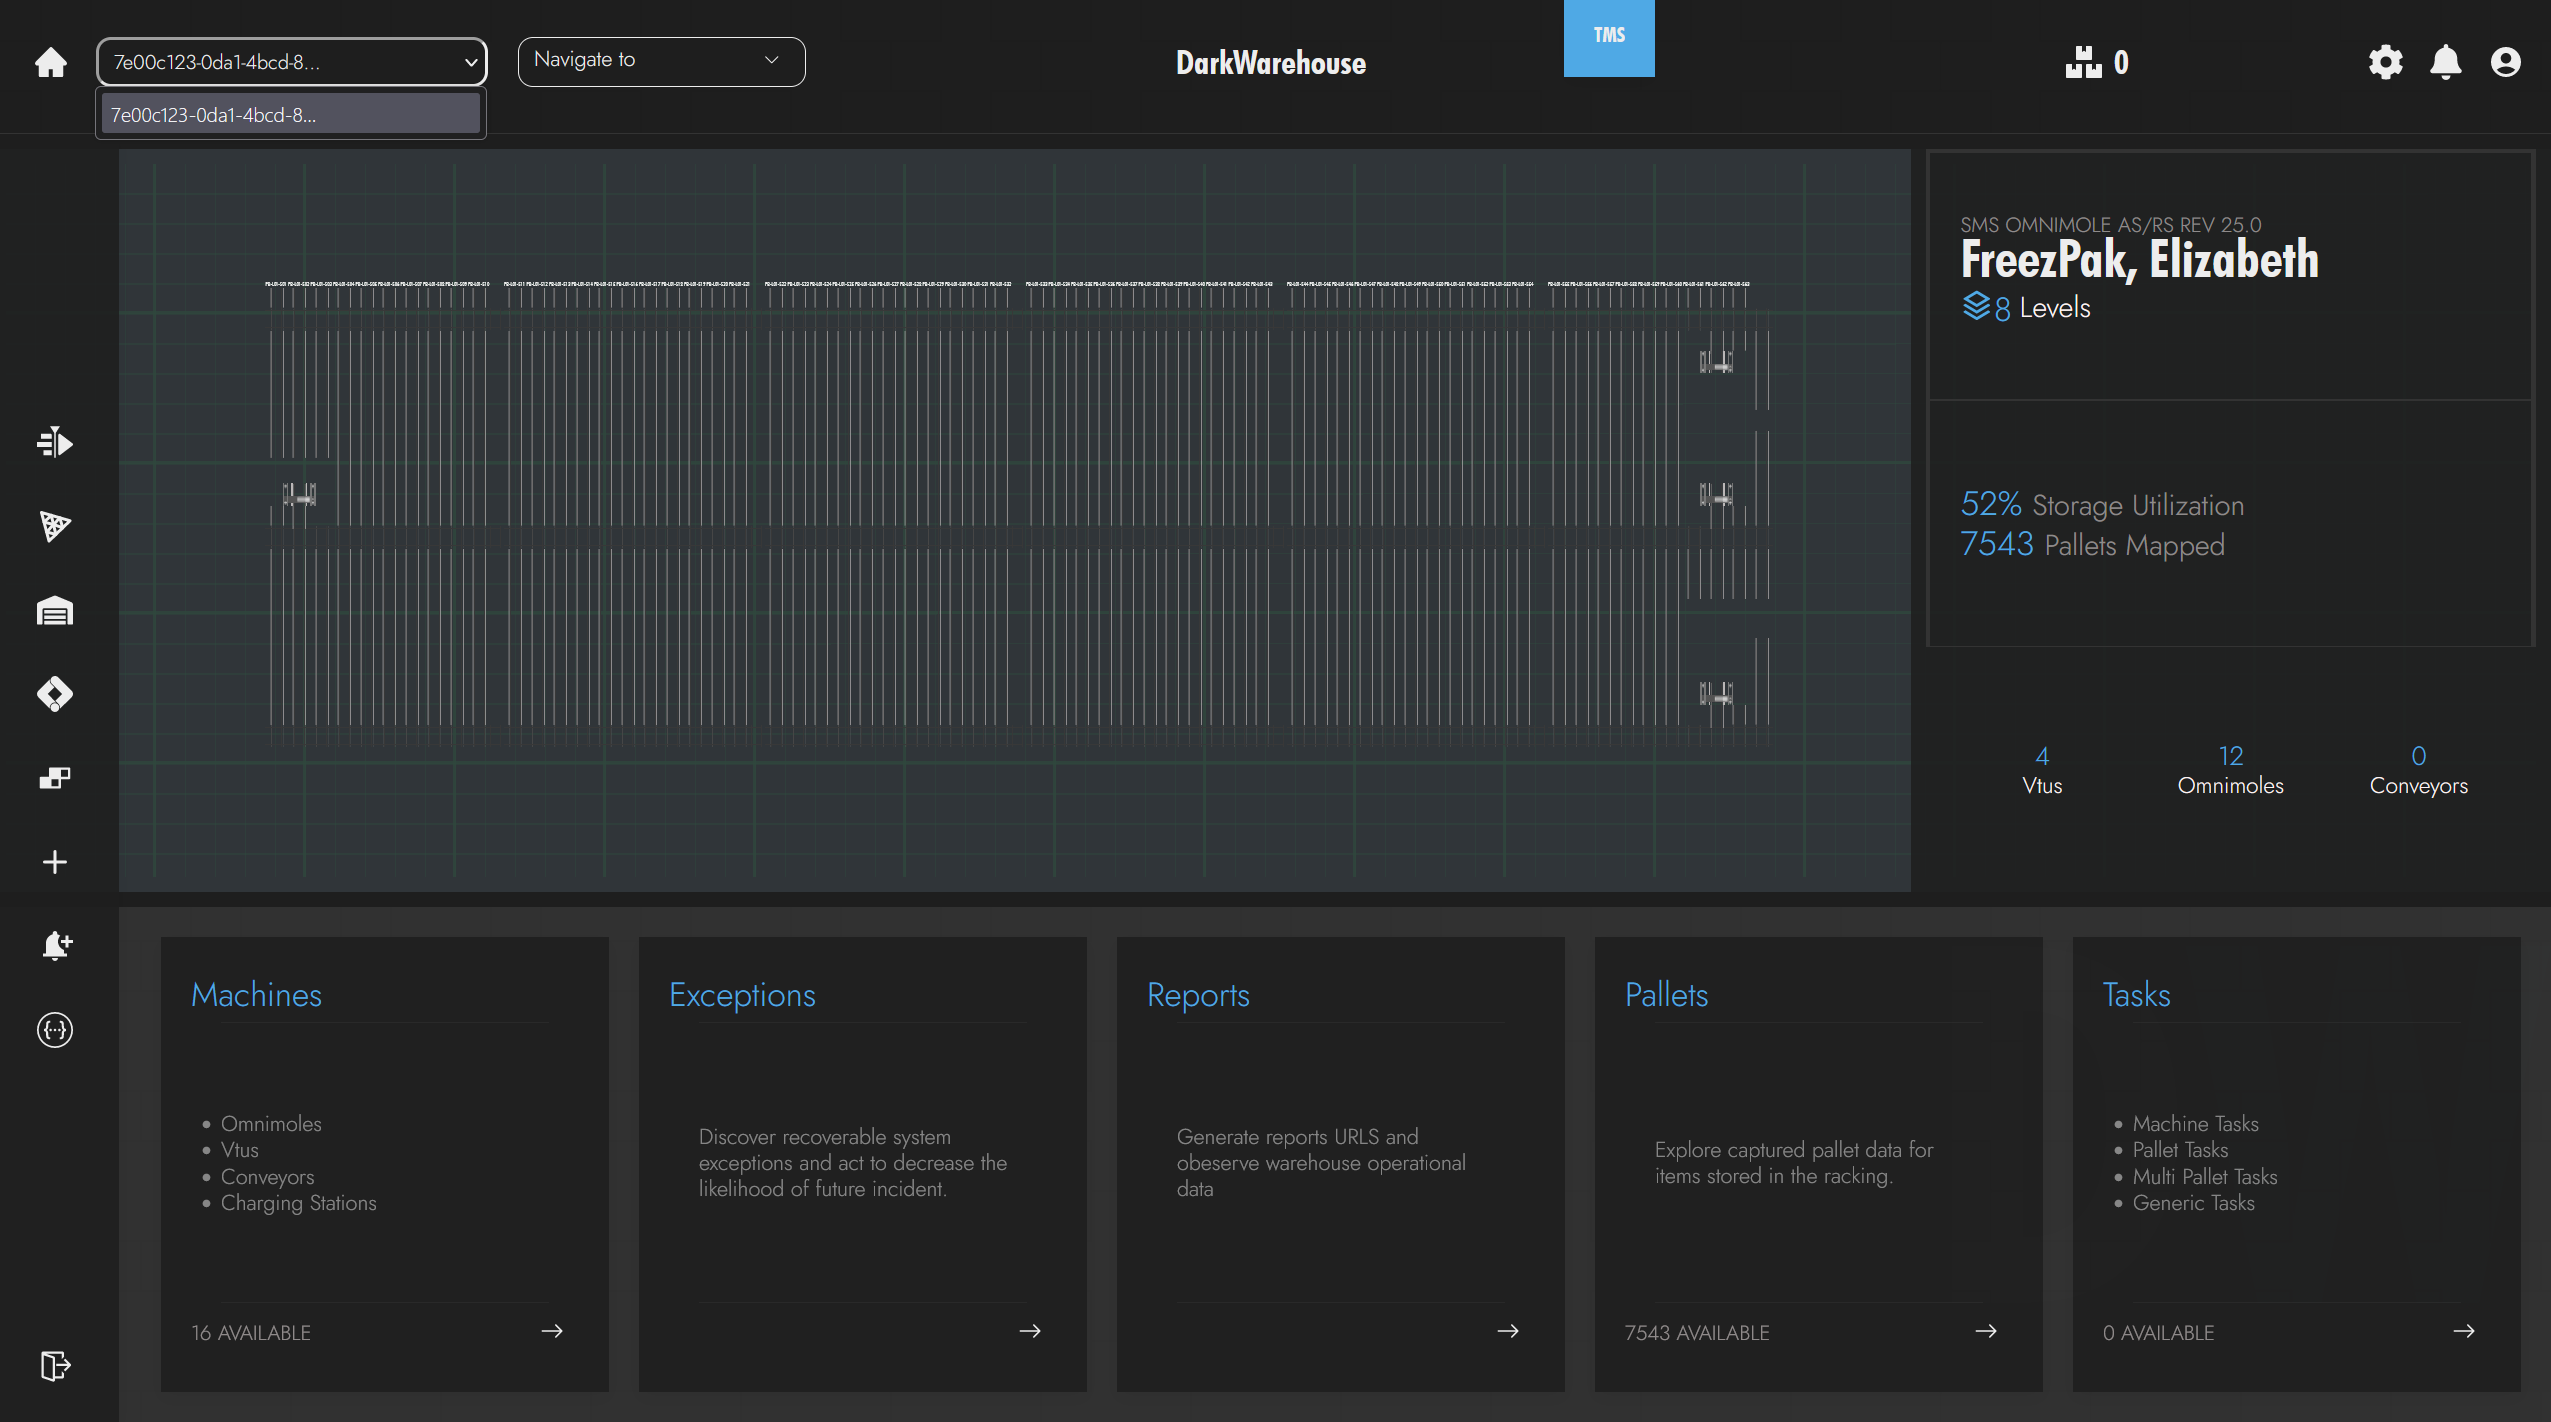 7e00c123-0da1-4bcd-8...
Navigate to
DarkWarehouse
TMS
0
7e00c123-0da1-4bcd-8...
SMS OMNIMOLE AS/RS REV 25.0
FreezPak, Elizabeth
8 Levels
52% Storage Utilization
7543 Pallets Mapped
4
Vtus
12
Omnimoles
0
Conveyors
Machines
Omnimoles
Vtus
Conveyors
Charging Stations
16 AVAILABLE
Exceptions
Discover recoverable system
exceptions and act to decrease the
likelihood of future incident.
Reports
Generate reports URLS and
obeserve warehouse operational
data
Pallets
Explore captured pallet data for
items stored in the racking.
7543 AVAILABLE
Tasks
Machine Tasks
Pallet Tasks
Multi Pallet Tasks
Generic Tasks
0 AVAILABLE